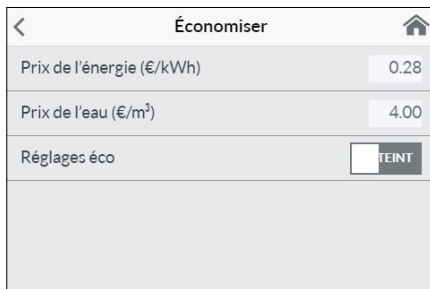 Économiser
Prix de l'énergie (€/kWh) 0.28
Prix de l'eau (€/m³) 4.00
Réglages éco TEINT